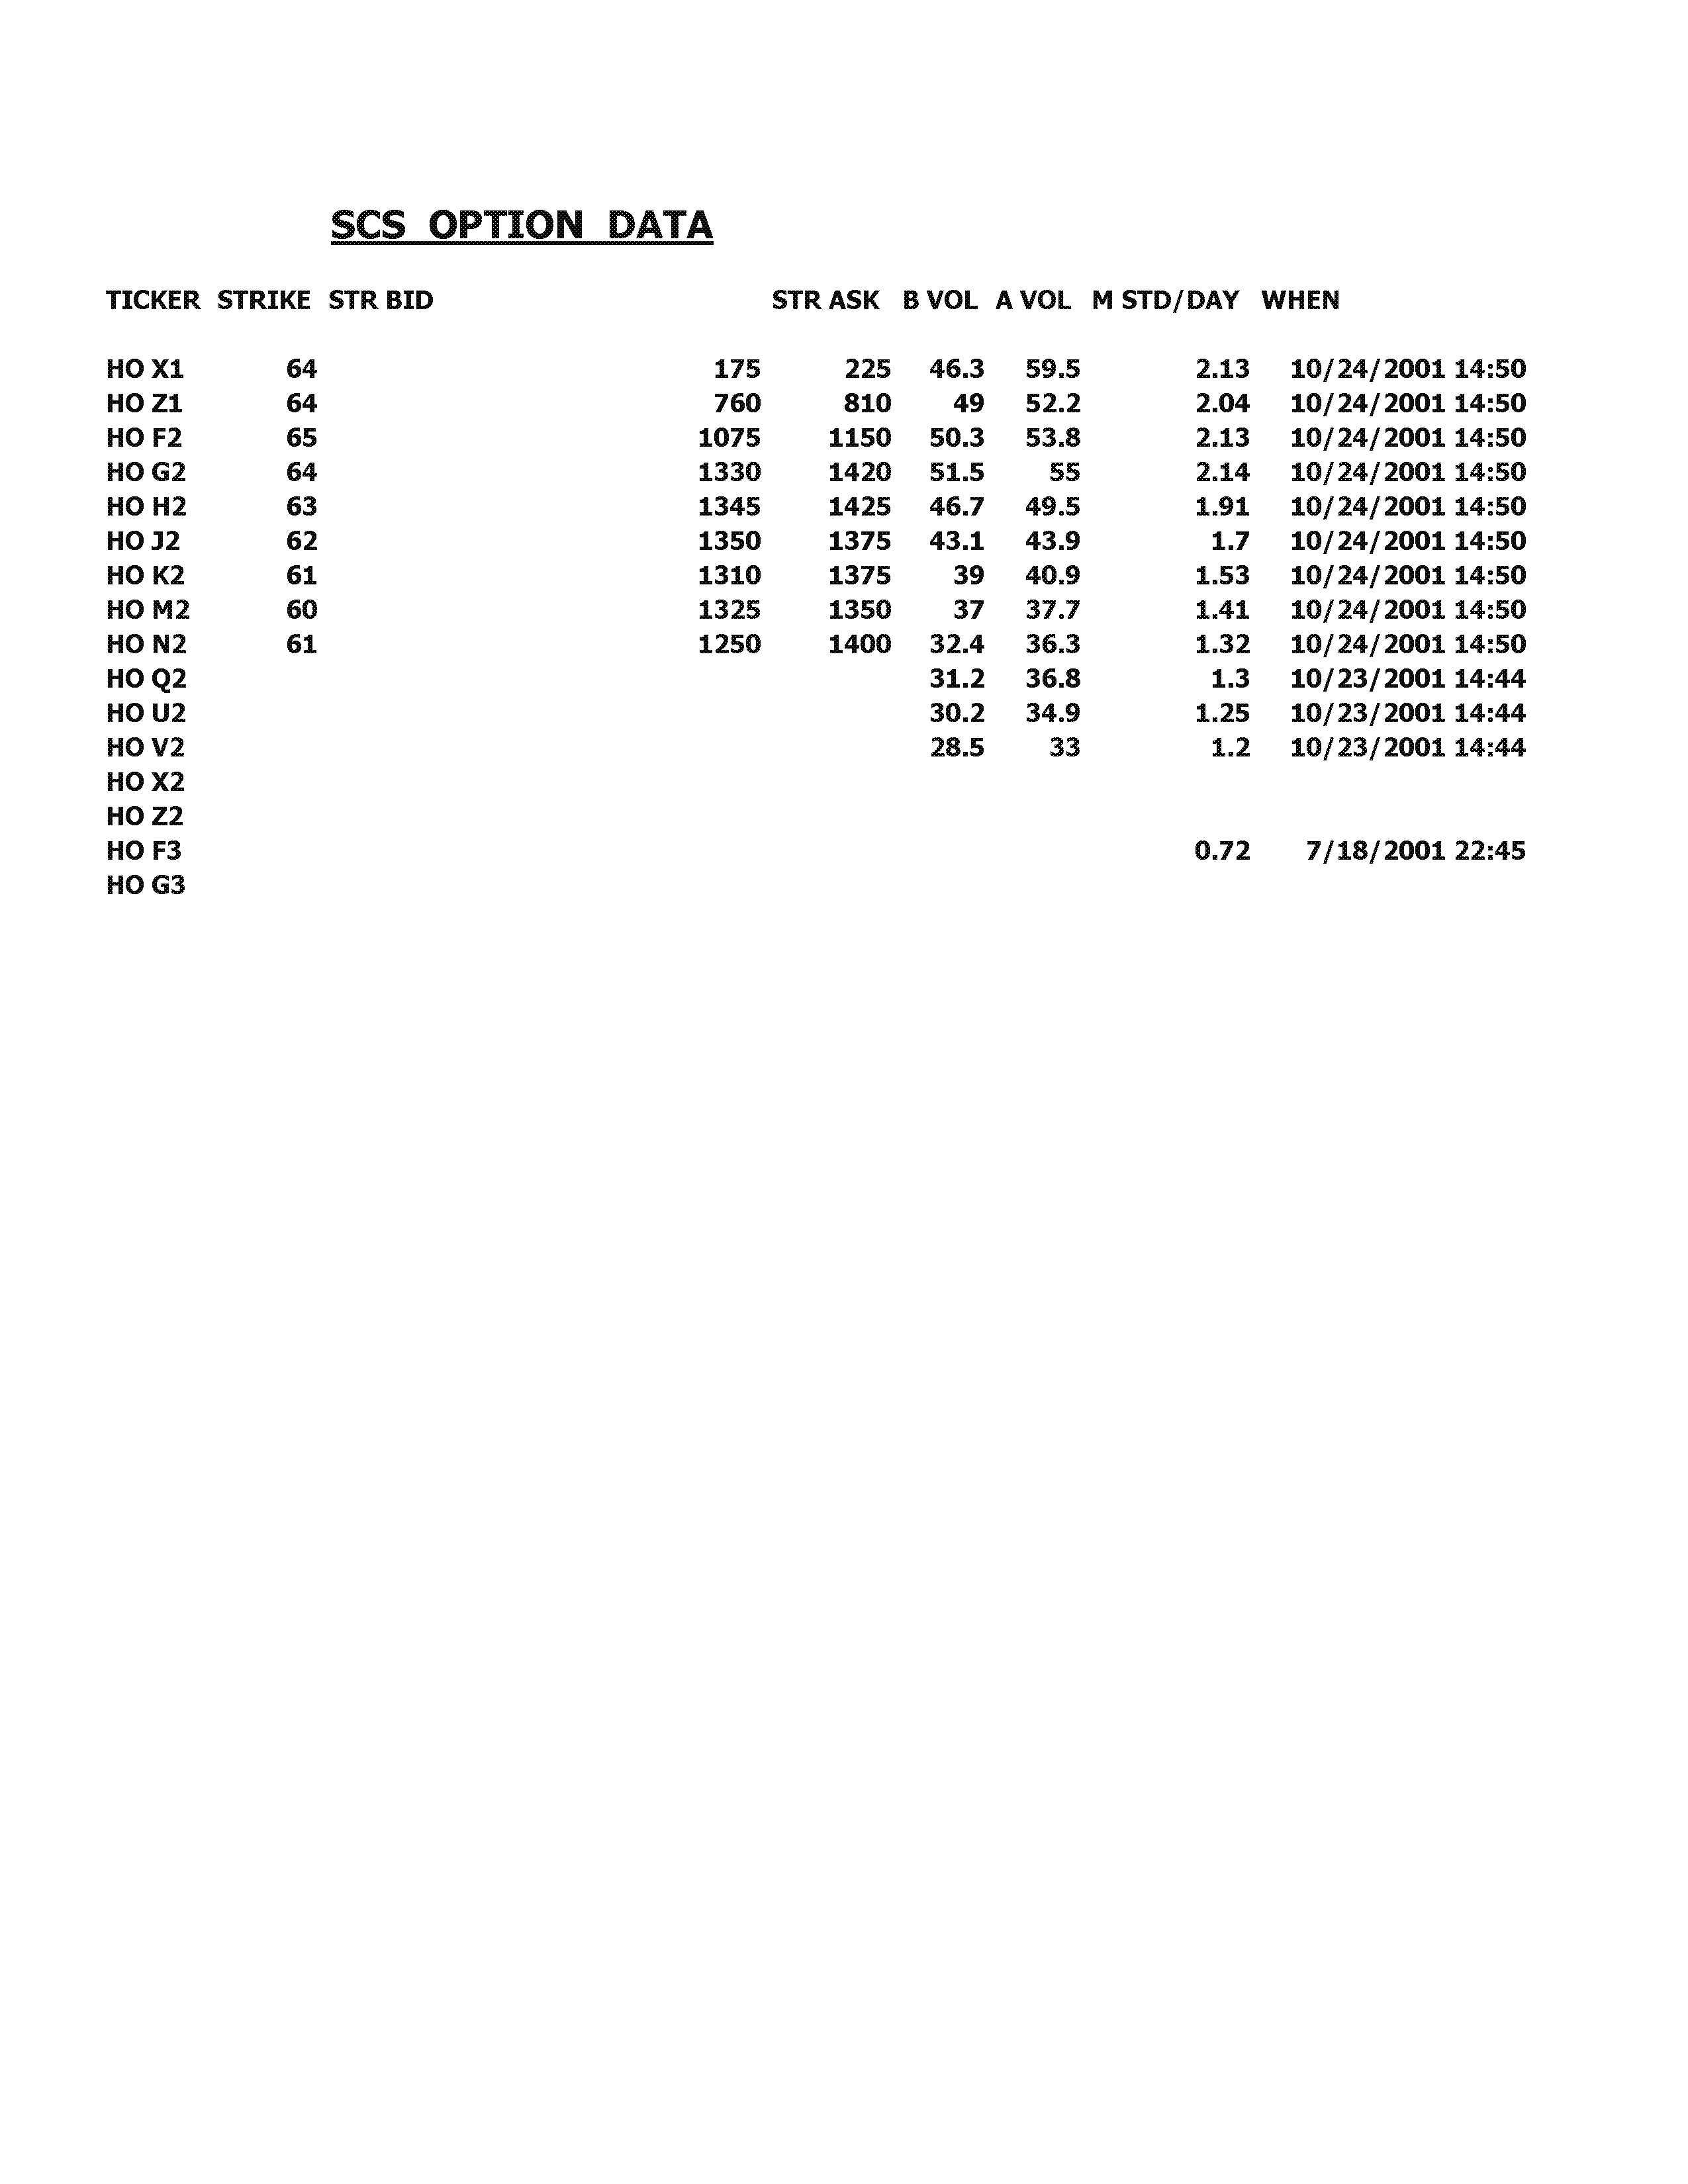 SCS OPTION DATA
TICKER STRIKE STR BID STR ASK B VOL A VOL M STD/DAY WHEN
HO X1 64 175 225 46.3 59.5 2.13 10/24/2001 14:50
HO Z1 64 760 810 49 52.2 2.04 10/24/2001 14:50
HO F2 65 1075 1150 50.3 53.8 2.13 10/24/2001 14:50
HO G2 64 1330 1420 51.5 55 2.14 10/24/2001 14:50
HO H2 63 1345 1425 46.7 49.5 1.91 10/24/2001 14:50
HO J2 62 1350 1375 43.1 43.9 1.7 10/24/2001 14:50
HO K2 61 1310 1375 39 40.9 1.53 10/24/2001 14:50
HO M2 60 1325 1350 37 37.7 1.41 10/24/2001 14:50
HO N2 61 1250 1400 32.4 36.3 1.32 10/24/2001 14:50
HO Q2 31.2 36.8 1.3 10/23/2001 14:44
HO U2 30.2 34.9 1.25 10/23/2001 14:44
HO V2 28.5 33 1.2 10/23/2001 14:44
HO X2
HO Z2
HO F3 0.72 7/18/2001 22:45
HO G3